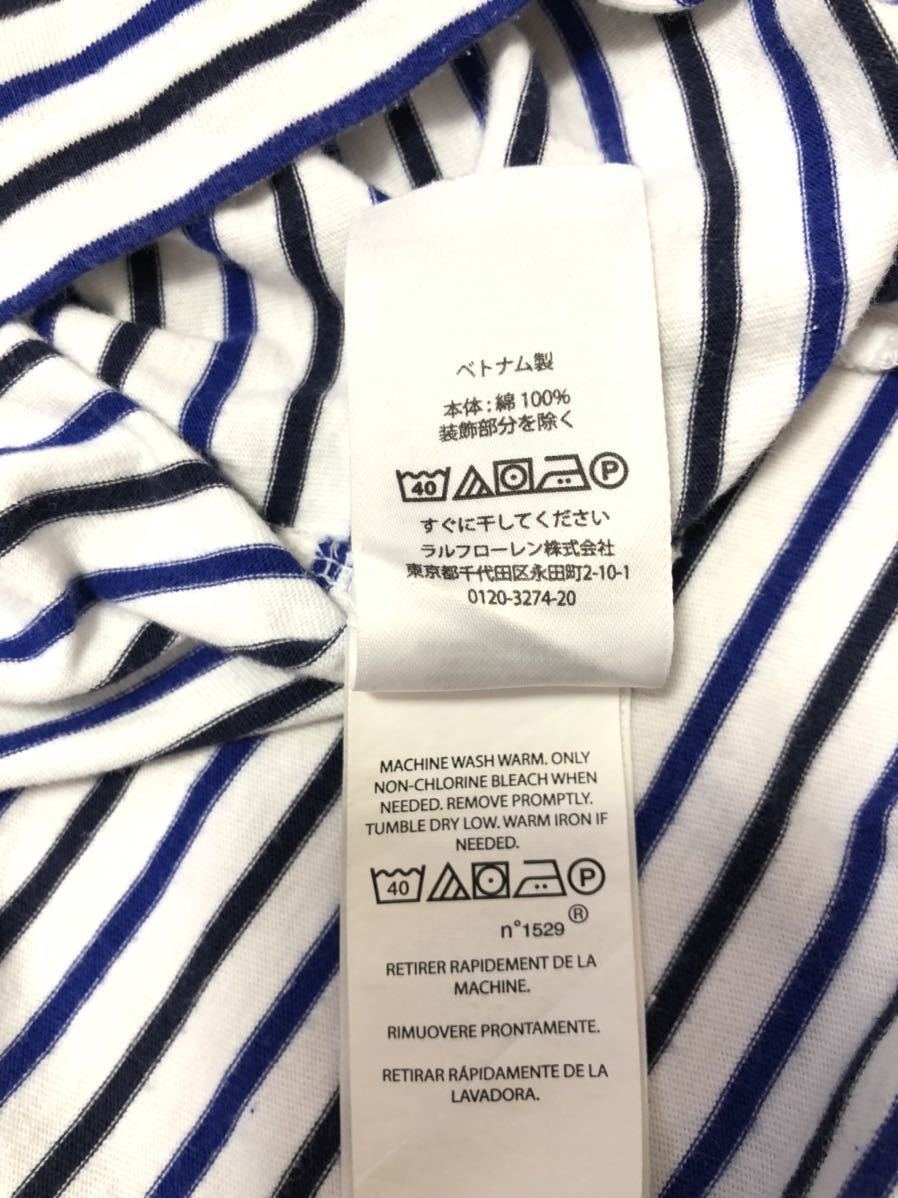 ベトナム製
本体:綿 100%
装飾部分を除く
40 P
すぐに干してください
ラルフローレン株式会社
東京都千代田区永田町2-10-1
0120-3274-20
MACHINE WASH WARM. ONLY
NON-CHLORINE BLEACH WHEN
NEEDED. REMOVE PROMPTLY.
TUMBLE DRY LOW. WARM IRON IF
NEEDED.
40 P
n°1529 ®
RETIRER RAPIDEMENT DE LA
MACHINE.
RIMUOVERE PRONTAMENTE.
RETIRAR RÁPIDAMENTE DE LA
LAVADORA.